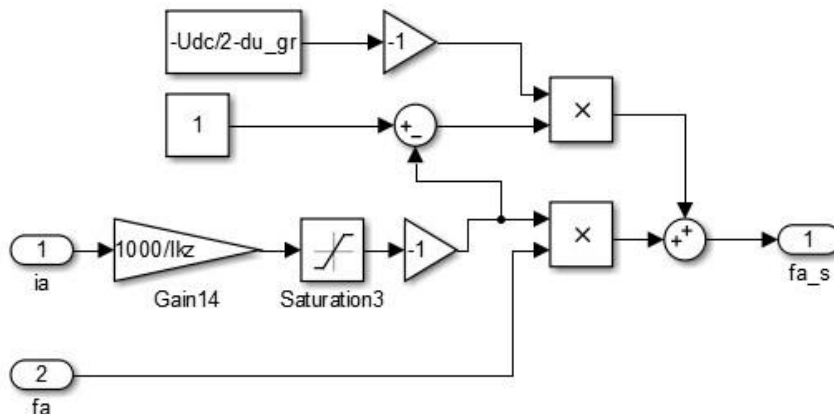 -Udc/2-du_gr
-1
×
1
+
-
1
ia
1000/Ikz
Gain14
Saturation3
-1
×
+
+
1
fa_s
2
fa